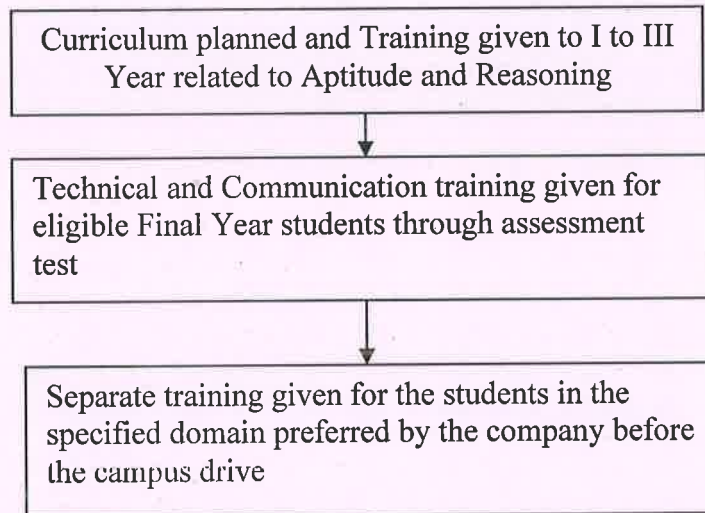 Curriculum planned and Training given to I to III
Year related to Aptitude and Reasoning
Technical and Communication training given for
eligible Final Year students through assessment
test
Separate training given for the students in the
specified domain preferred by the company before
the campus drive